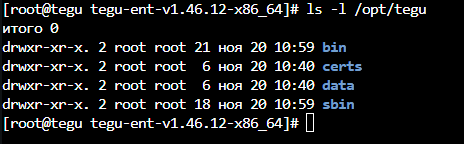 [root@tegu tegu-ent-v1.46.12-x86_64]# ls -l /opt/tegu
итого 0
drwxr-xr-x. 2 root root 21 ноя 20 10:59 bin
drwxr-xr-x. 2 root root  6 ноя 20 10:40 certs
drwxr-xr-x. 2 root root  6 ноя 20 10:40 data
drwxr-xr-x. 2 root root 18 ноя 20 10:59 sbin
[root@tegu tegu-ent-v1.46.12-x86_64]#